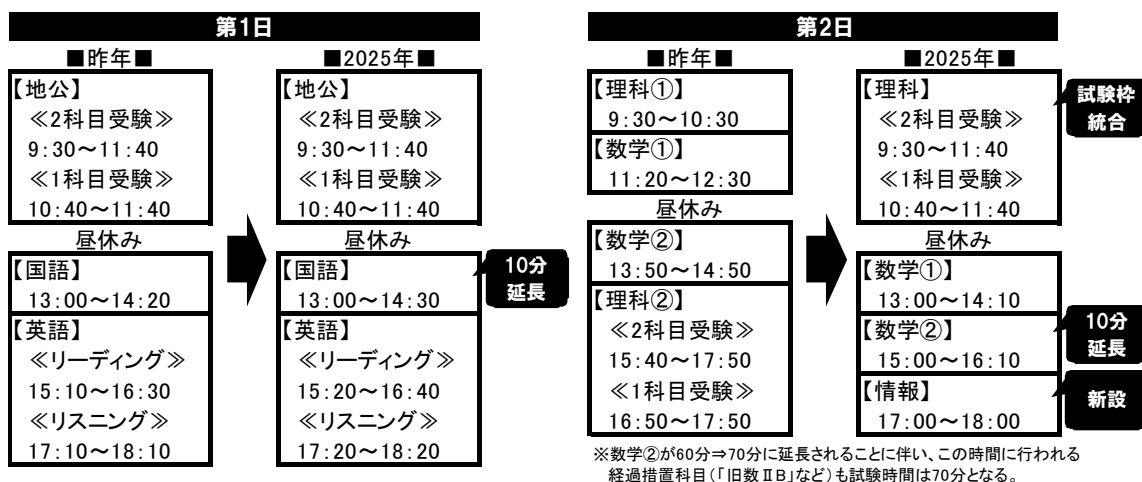 第1日
■昨年■
【地公】
≪2科目受験≫
9:30～11:40
≪1科目受験≫
10:40～11:40
昼休み
【国語】
13:00～14:20
【英語】
≪リーディング≫
15:10～16:30
≪リスニング≫
17:10～18:10
■2025年■
【地公】
≪2科目受験≫
9:30～11:40
≪1科目受験≫
10:40～11:40
昼休み
【国語】
13:00～14:30
【英語】
≪リーディング≫
15:20～16:40
≪リスニング≫
17:20～18:20
10分
延長
第2日
■昨年■
【理科①】
9:30～10:30
【数学①】
11:20～12:30
昼休み
【数学②】
13:50～14:50
【理科②】
≪2科目受験≫
15:40～17:50
≪1科目受験≫
16:50～17:50
■2025年■
【理科】
≪2科目受験≫
9:30～11:40
≪1科目受験≫
10:40～11:40
昼休み
【数学①】
13:00～14:10
【数学②】
15:00～16:10
【情報】
17:00～18:00
試験枠
統合
10分
延長
新設
※数学②が60分⇒70分に延長されることに伴い、この時間に行われる
経過措置科目(「旧数ⅡB」など)も試験時間は70分となる。